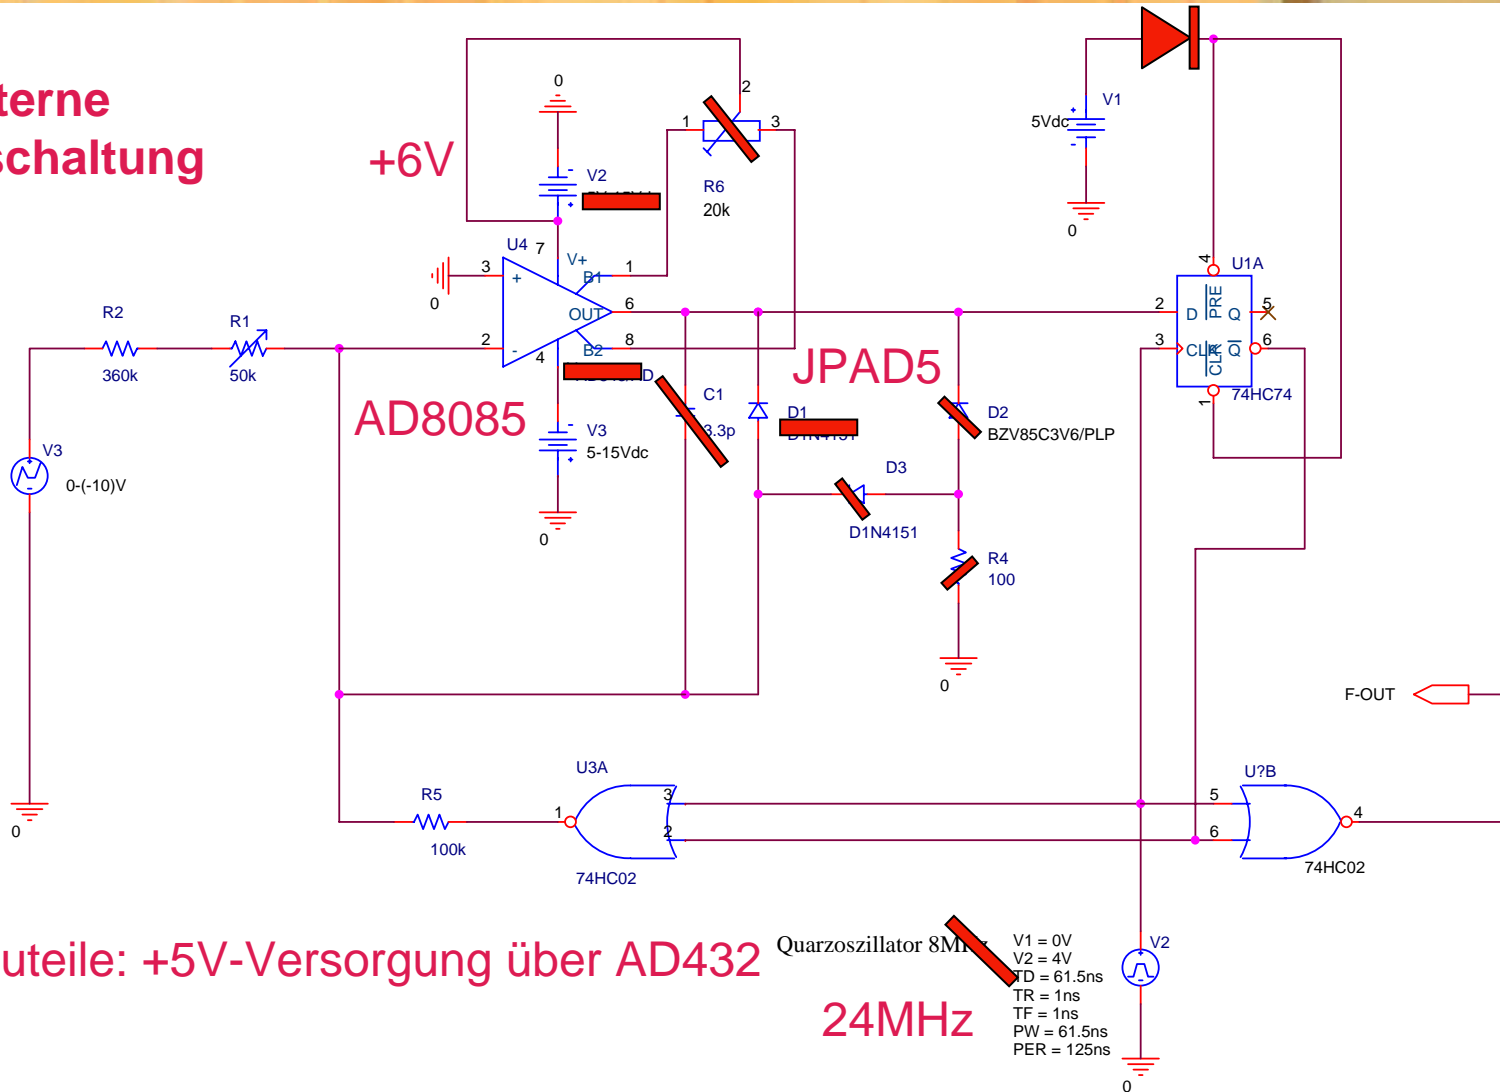 terne
schaltung
+6V
0
V2
U4
7
V+
3
+
0
2
-
4
B1
1
OUT
6
B2
8
1
2
3
R6
20k
V1
5Vdc
+
-
0
4
U1A
2
D
PRE
Q
5
3
CLK
Q
6
CLR
1
74HC74
R2
360k
R1
50k
AD8085
V3
5-15Vdc
0
C1
3.3p
D1
JPAD5
D2
BZV85C3V6/PLP
D3
D1N4151
R4
100
0
V3
0-(-10)V
0
F-OUT
U3A
R5
100k
1
3
2
74HC02
U?B
5
6
4
74HC02
uteile: +5V-Versorgung über AD432
Quarzoszillator 8MHz
24MHz
V1 = 0V
V2 = 4V
TD = 61.5ns
TR = 1ns
TF = 1ns
PW = 61.5ns
PER = 125ns
V2
0